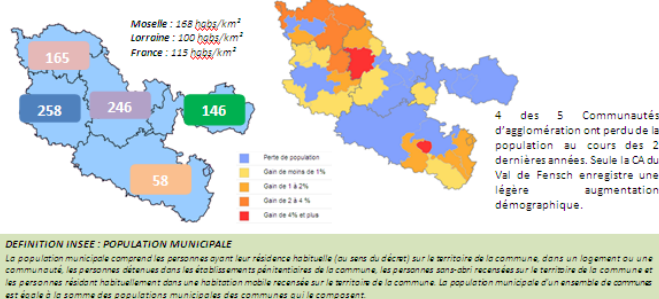 Moselle : 168 habs/km²
Lorraine : 100 habs/km²
France : 115 habs/km²
165
258
246
146
58
Perte de population
Gain de moins de 1%
Gain de 1 à 2%
Gain de 2 à 4 %
Gain de 4% et plus
4 des 5 Communautés
d'agglomération ont perdu de la
population au cours des 2
dernières années. Seule la CA du
Val de Fensch enregistre une
légère augmentation
démographique.
DEFINITION INSEE : POPULATION MUNICIPALE
La population municipale comprend les personnes ayant leur résidence habituelle (au sens du décret) sur le territoire de la commune, dans un logement ou une
communauté, les personnes détenues dans les établissements pénitentiaires de la commune, les personnes sans-abri recensées sur le territoire de la commune et
les personnes résidant habituellement dans une habitation mobile recensée sur le territoire de la commune. La population municipale d'un ensemble de communes
est égale à la somme des populations municipales des communes qui le composent.